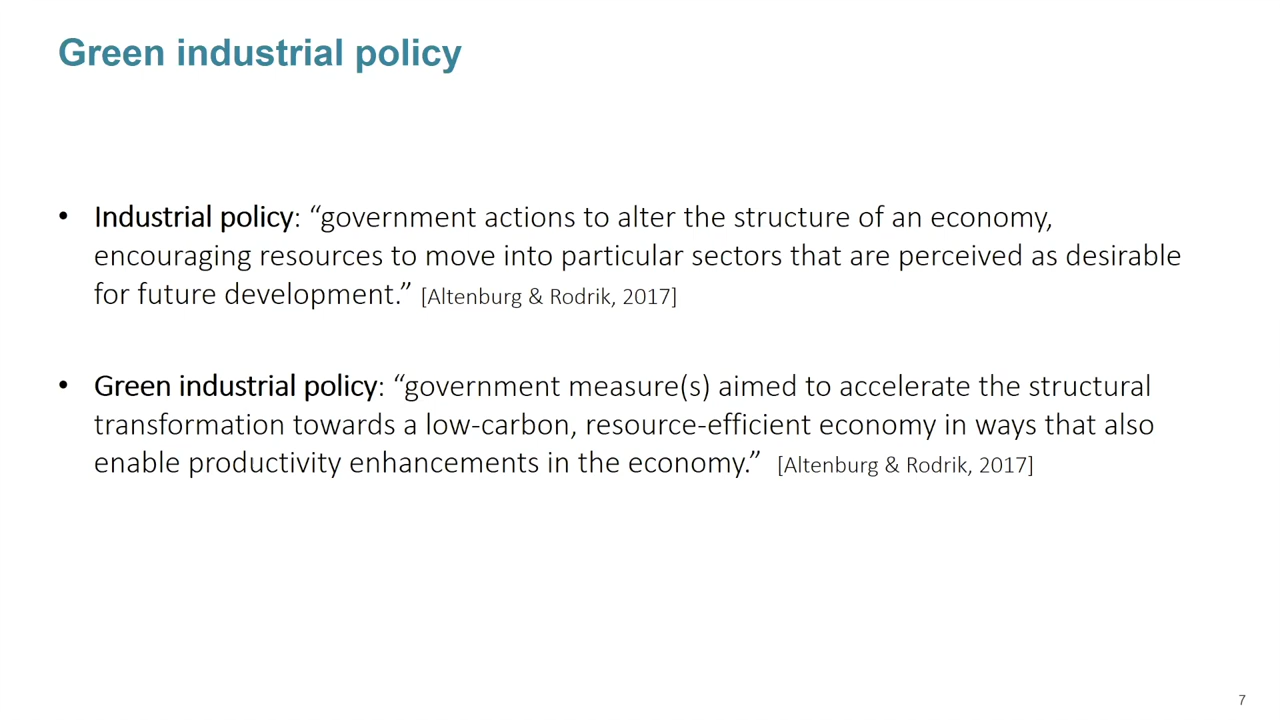 Green industrial policy
• Industrial policy: “government actions to alter the structure of an economy,
encouraging resources to move into particular sectors that are perceived as desirable
for future development.” [Altenburg & Rodrik, 2017]
• Green industrial policy: “government measure(s) aimed to accelerate the structural
transformation towards a low-carbon, resource-efficient economy in ways that also
enable productivity enhancements in the economy.” [Altenburg & Rodrik, 2017]
7